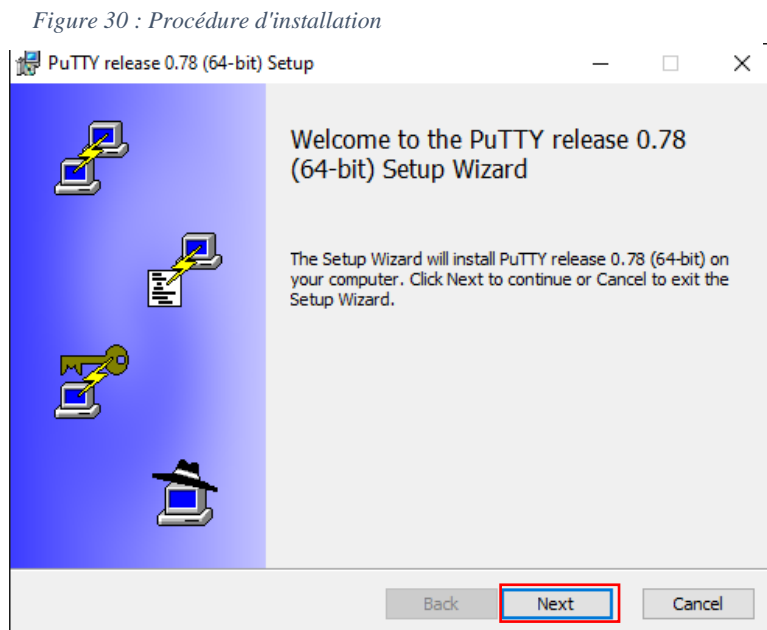 Figure 30 : Procédure d'installation
PuTTY release 0.78 (64-bit) Setup
Welcome to the PuTTY release 0.78
(64-bit) Setup Wizard
The Setup Wizard will install PuTTY release 0.78 (64-bit) on
your computer. Click Next to continue or Cancel to exit the
Setup Wizard.
Back Next Cancel